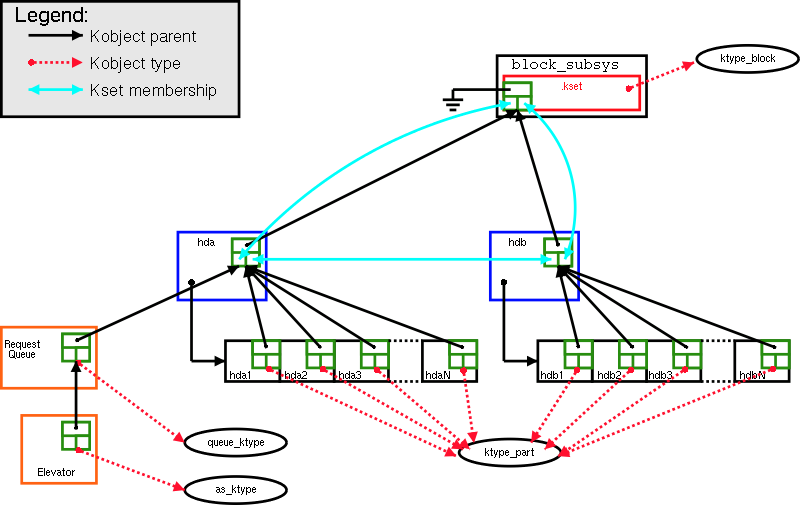 Legend:
Kobject parent
Kobject type
Kset membership
block_subsys
.kset
ktype_block
hda
hdb
Request
Queue
hda1
hda2
hda3
hdaN
hdb1
hdb2
hdb3
hdbN
queue_ktype
ktype_part
Elevator
as_ktype